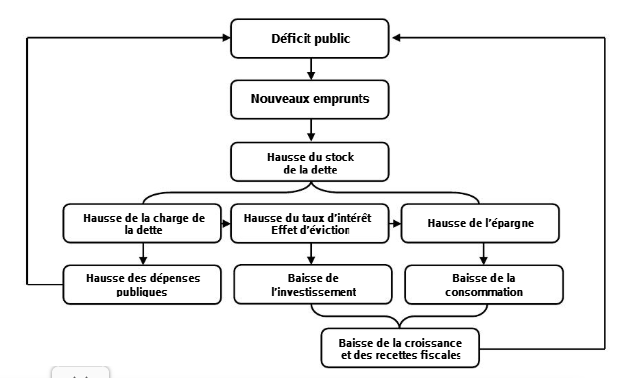 Déficit public
Nouveaux emprunts
Hausse du stock
de la dette
Hausse de la charge de
la dette
Hausse du taux d'intérêt
Effet d'éviction
Hausse de l'épargne
Hausse des dépenses
publiques
Baisse de
l'investissement
Baisse de la
consommation
Baisse de la croissance
et des recettes fiscales